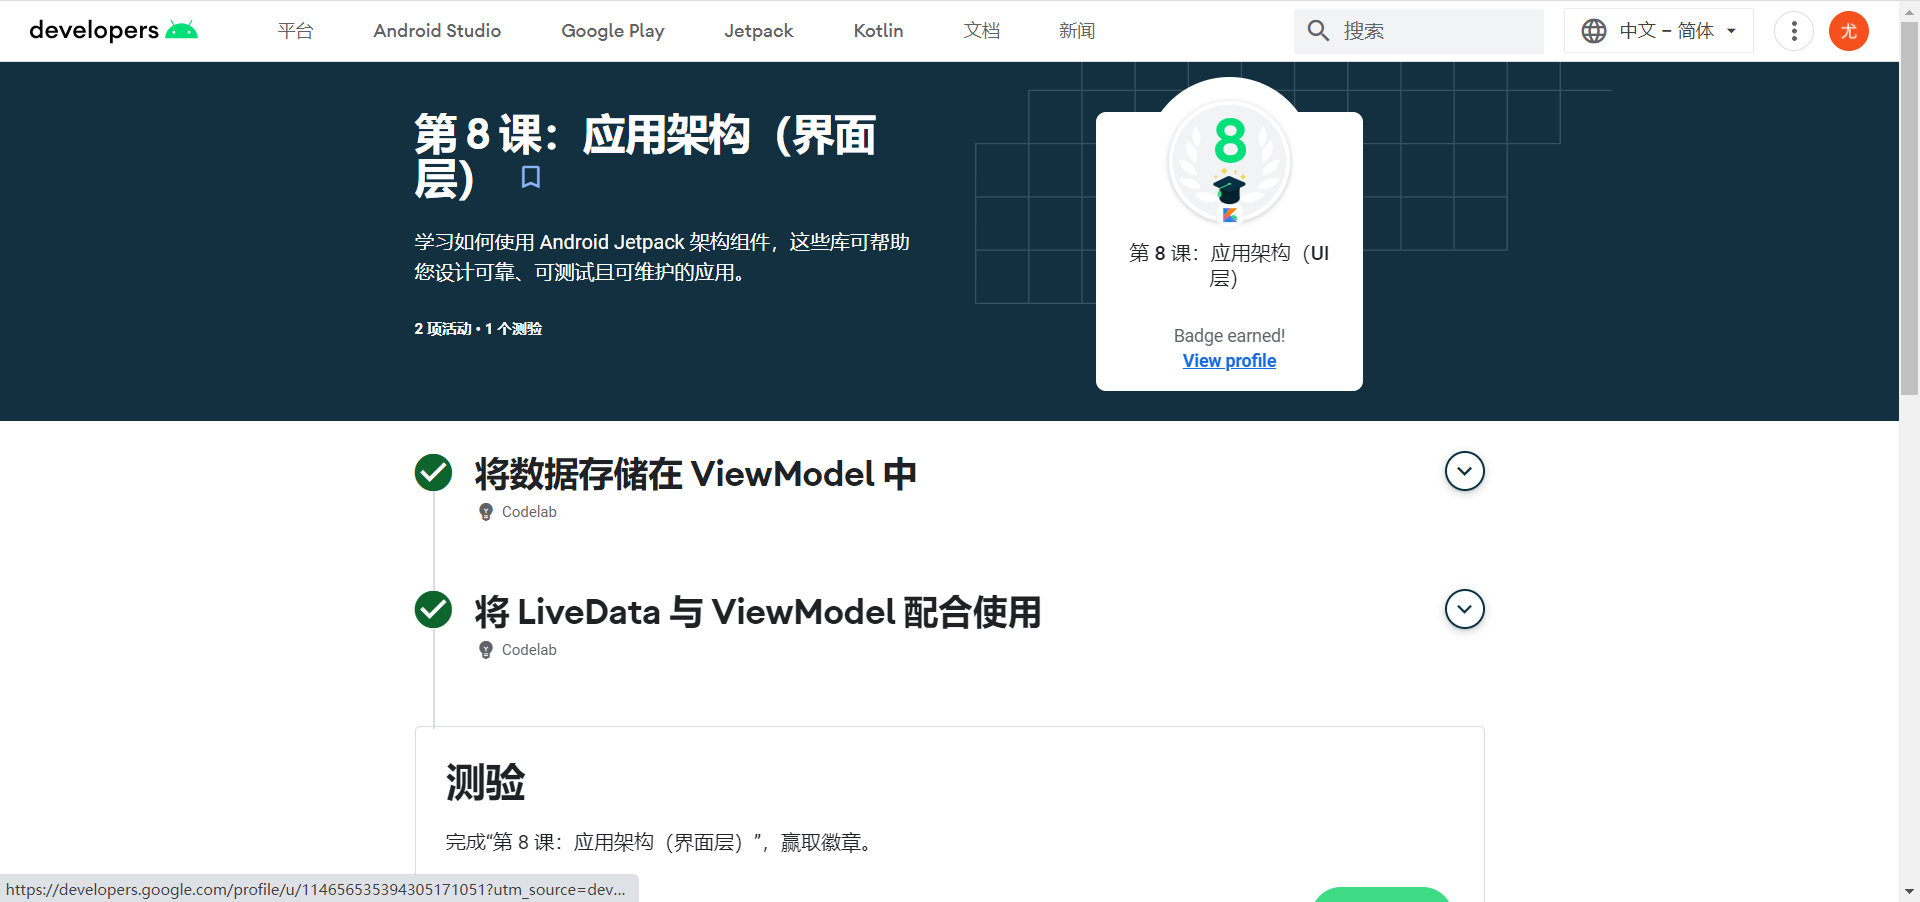 developers
平台
Android Studio
Google Play
Jetpack
Kotlin
文档
新闻
搜索
中文 – 简体
尤
第 8 课：应用架构（界面
层）
学习如何使用 Android Jetpack 架构组件，这些库可帮助
您设计可靠、可测试且可维护的应用。
2 项活动 • 1 个测验
8
第 8 课：应用架构（UI
层）
Badge earned!
View profile
将数据存储在 ViewModel 中
Codelab
将 LiveData 与 ViewModel 配合使用
Codelab
测验
完成“第 8 课：应用架构（界面层）”，赢取徽章。
https://developers.google.com/profile/u/114656535394305171051?utm_source=dev...